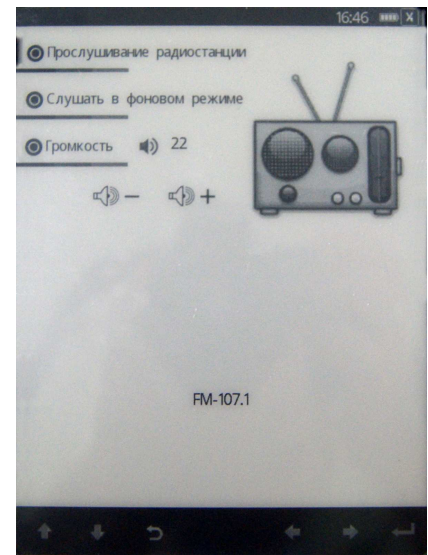 16:46
Прослушивание радиостанции
Слушать в фоновом режиме
Громкость 22
− +
FM-107.1